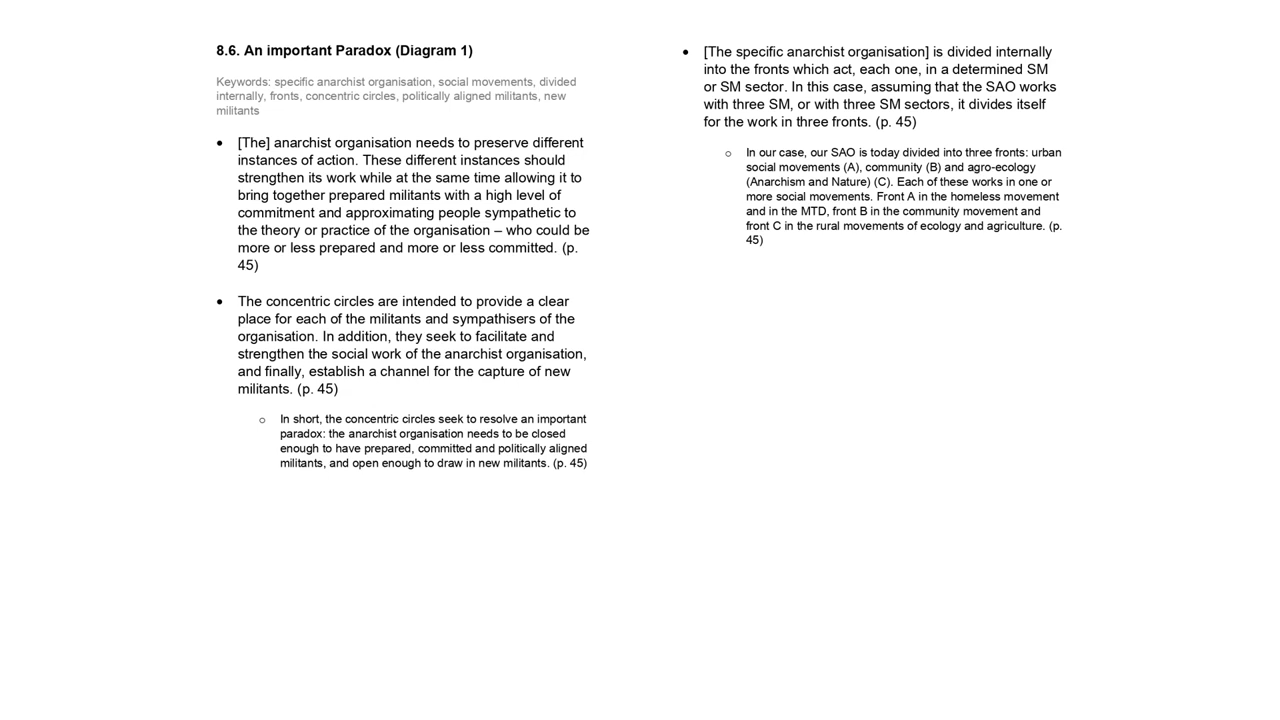 8.6. An important Paradox (Diagram 1)
Keywords: specific anarchist organisation, social movements, divided
internally, fronts, concentric circles, politically aligned militants, new
militants
• [The] anarchist organisation needs to preserve different
instances of action. These different instances should
strengthen its work while at the same time allowing it to
bring together prepared militants with a high level of
commitment and approximating people sympathetic to
the theory or practice of the organisation – who could be
more or less prepared and more or less committed. (p.
45)
• The concentric circles are intended to provide a clear
place for each of the militants and sympathisers of the
organisation. In addition, they seek to facilitate and
strengthen the social work of the anarchist organisation,
and finally, establish a channel for the capture of new
militants. (p. 45)
o In short, the concentric circles seek to resolve an important
paradox: the anarchist organisation needs to be closed
enough to have prepared, committed and politically aligned
militants, and open enough to draw in new militants. (p. 45)
• [The specific anarchist organisation] is divided internally
into the fronts which act, each one, in a determined SM
or SM sector. In this case, assuming that the SAO works
with three SM, or with three SM sectors, it divides itself
for the work in three fronts. (p. 45)
o In our case, our SAO is today divided into three fronts: urban
social movements (A), community (B) and agro-ecology
(Anarchism and Nature) (C). Each of these works in one or
more social movements. Front A in the homeless movement
and in the MTD, front B in the community movement and
front C in the rural movements of ecology and agriculture. (p.
45)